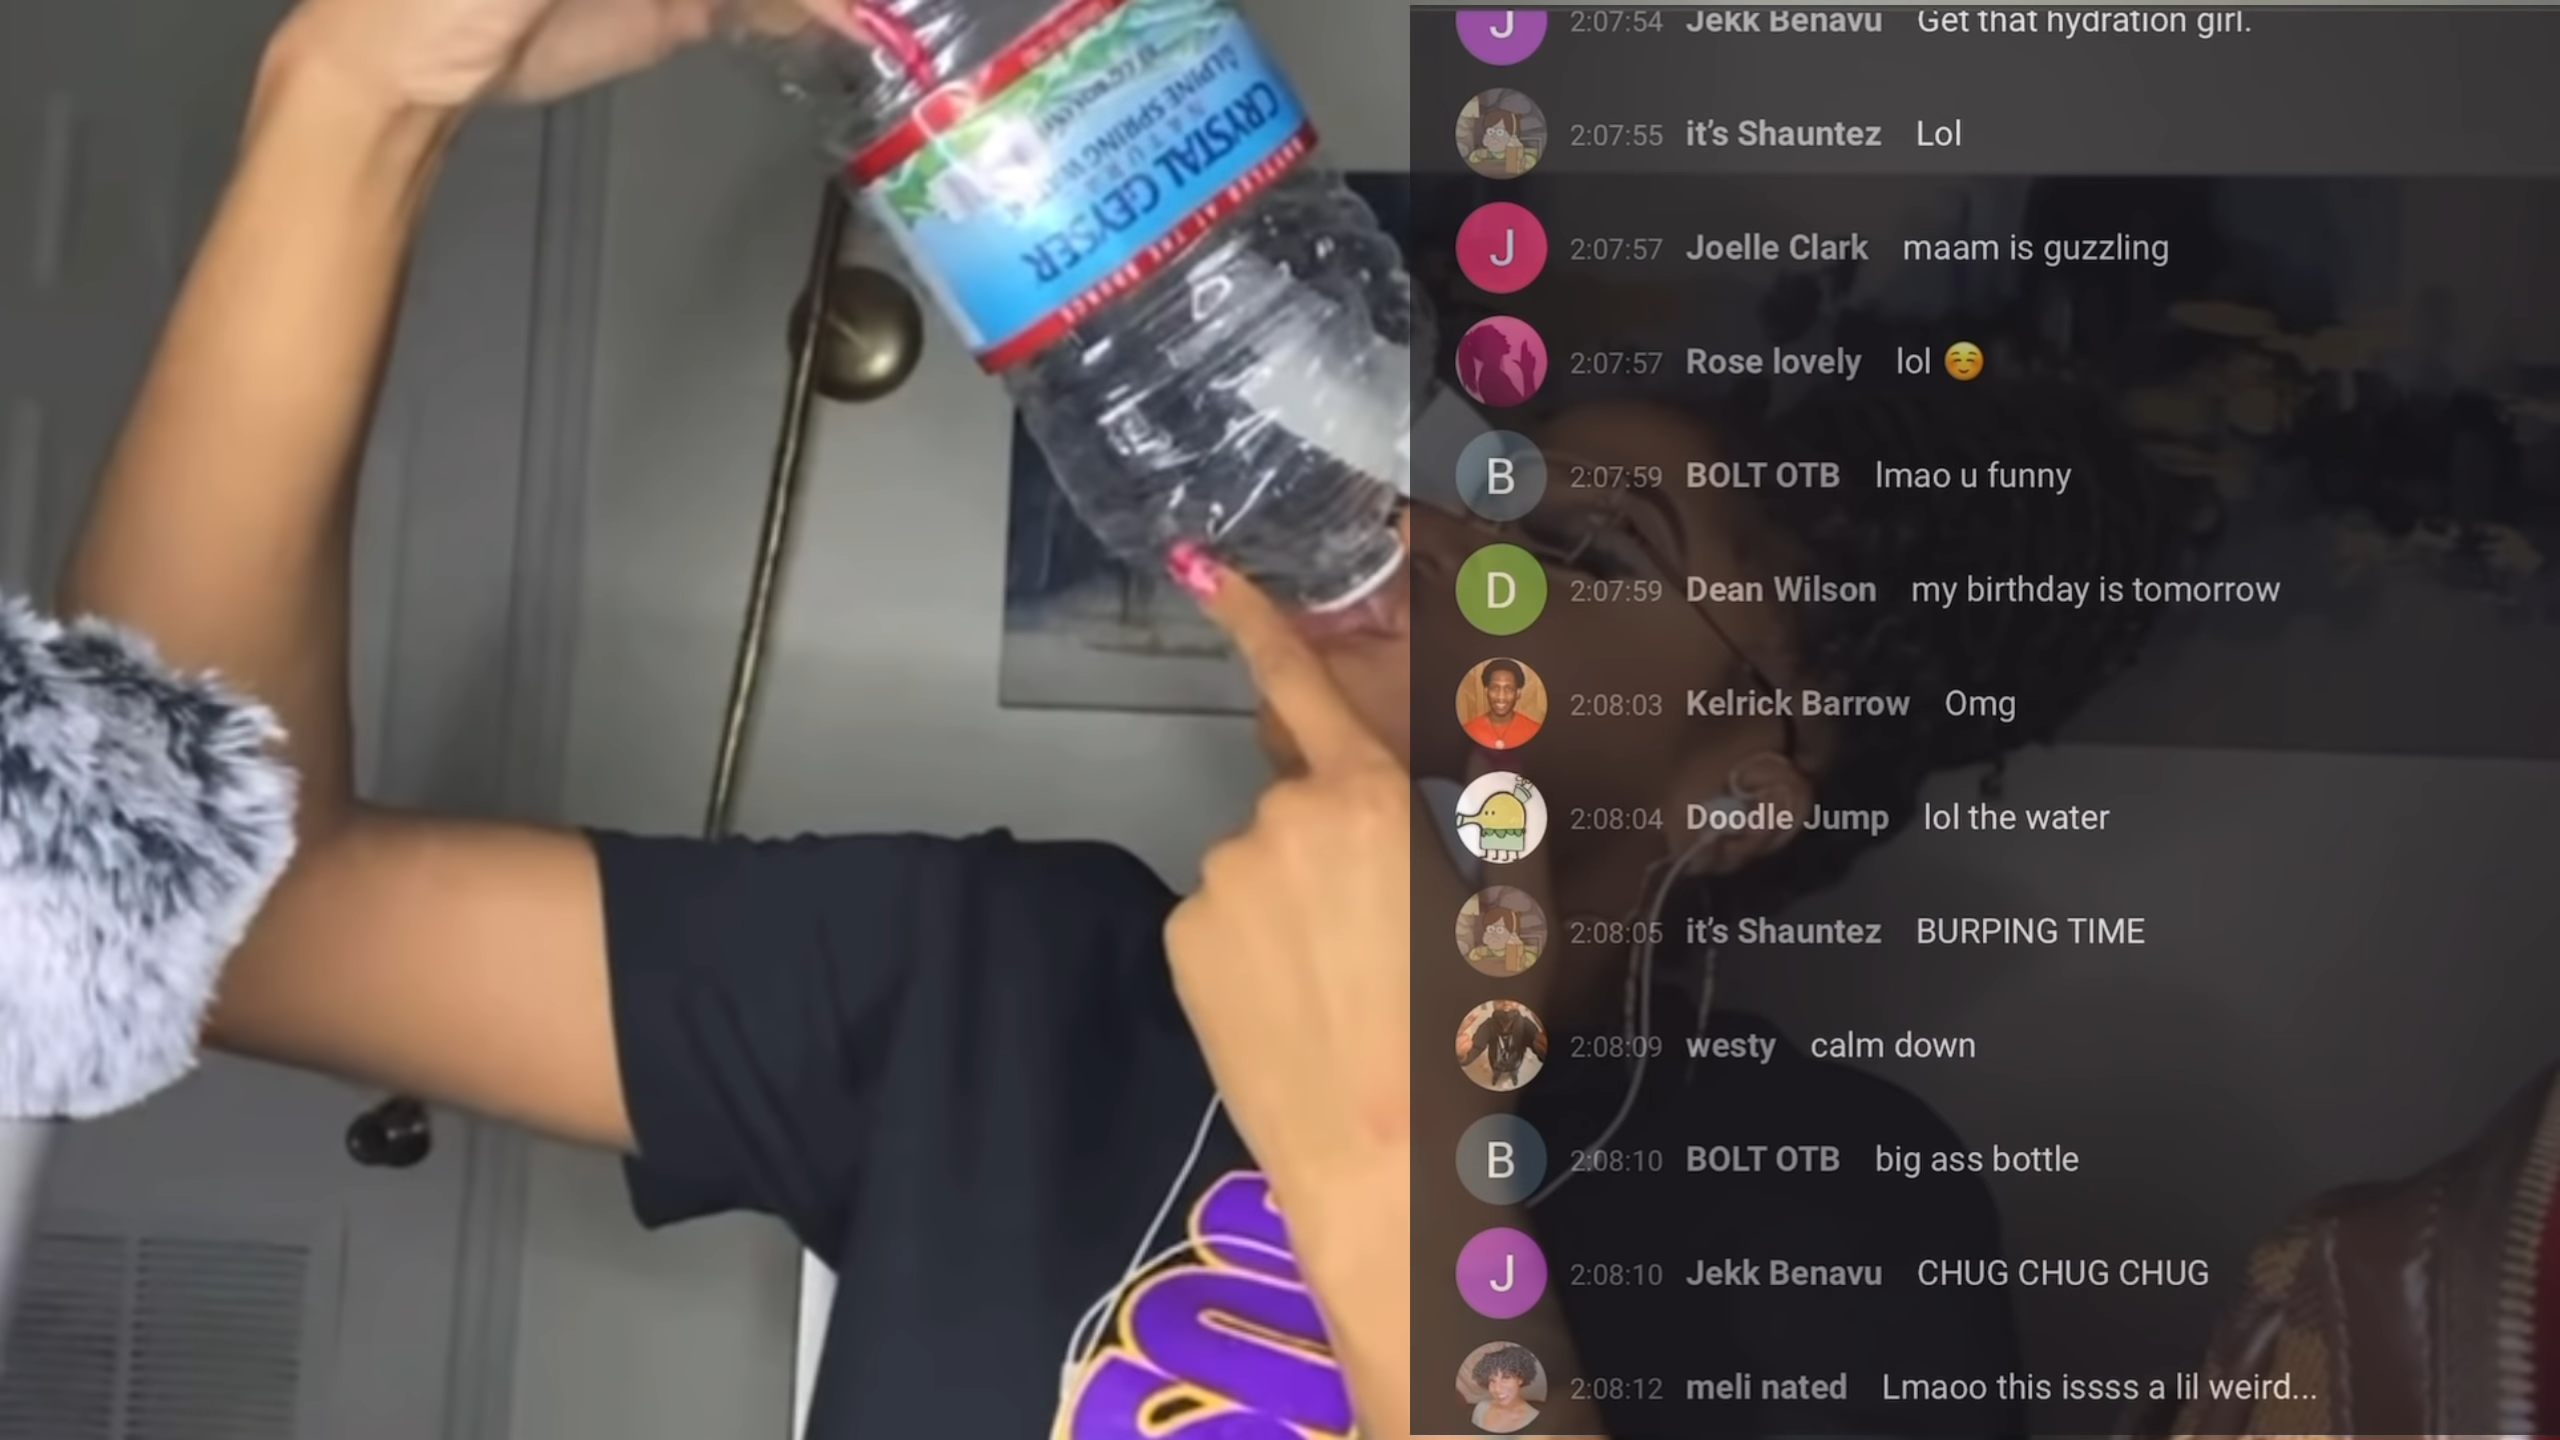 CRYSTAL GEYSER
ALPINE SPRING WATER
BOTTLED AT THE SOURCE
J 2:07:54 Jekk Benavu Get that hydration girl.
2:07:55 it's Shauntez Lol
J 2:07:57 Joelle Clark maam is guzzling
2:07:57 Rose lovely lol ☺️
B 2:07:59 BOLT OTB lmao u funny
D 2:07:59 Dean Wilson my birthday is tomorrow
2:08:03 Kelrick Barrow Omg
2:08:04 Doodle Jump lol the water
2:08:05 it's Shauntez BURPING TIME
2:08:09 westy calm down
B 2:08:10 BOLT OTB big ass bottle
J 2:08:10 Jekk Benavu CHUG CHUG CHUG
2:08:12 meli nated Lmaoo this issss a lil weird...